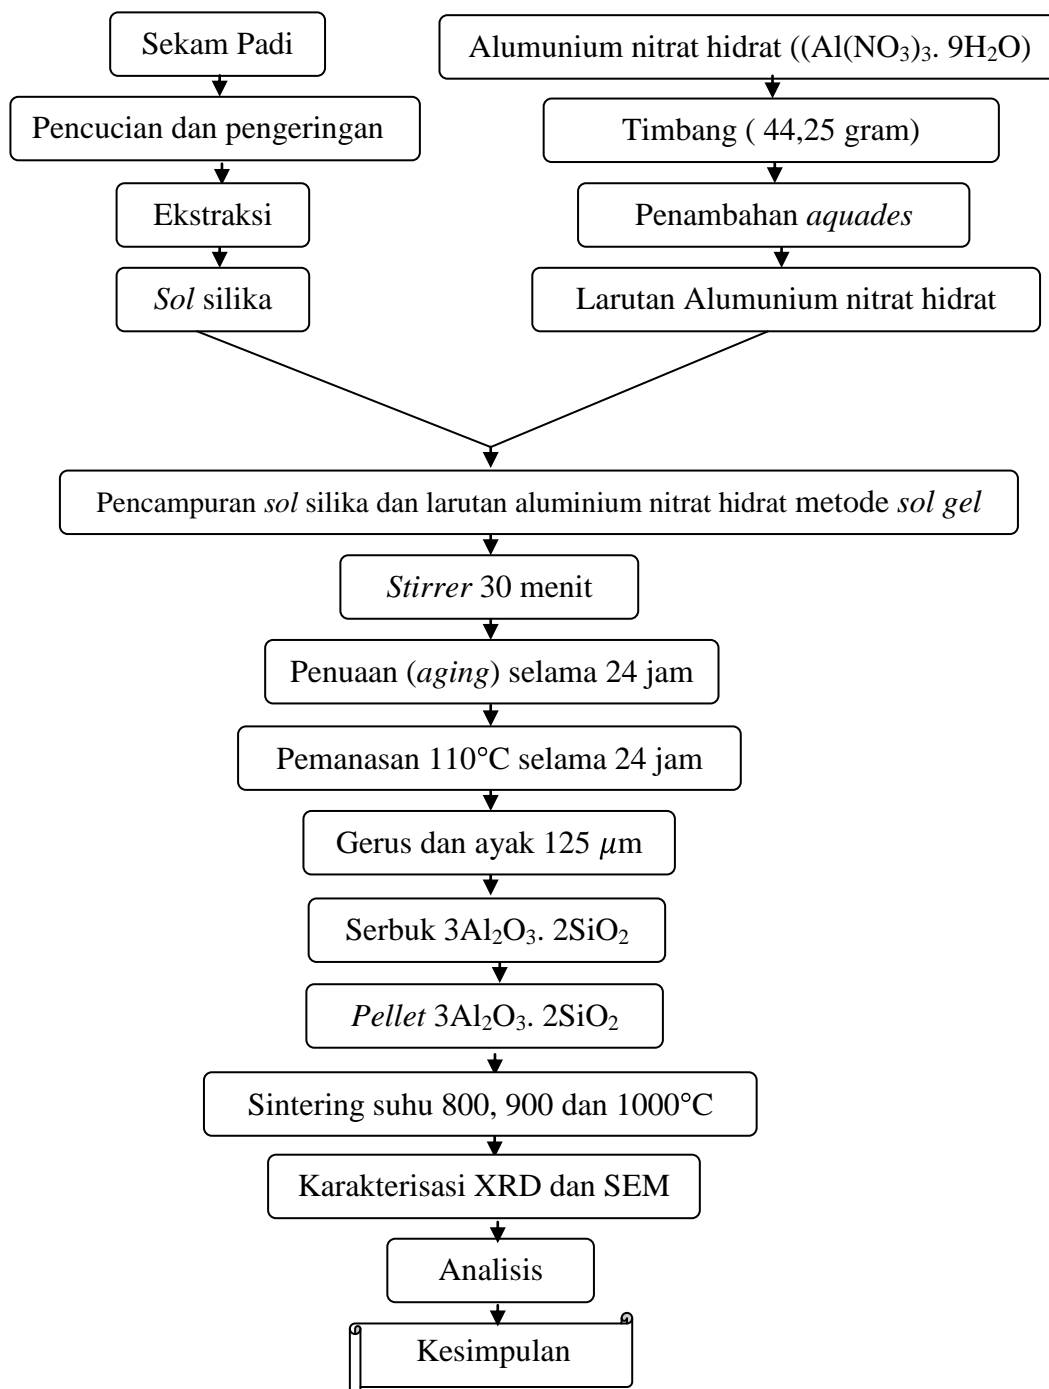 Sekam Padi
Alumunium nitrat hidrat ((Al(NO₃)₃. 9H₂O)
Pencucian dan pengeringan
Timbang ( 44,25 gram)
Ekstraksi
Penambahan aquades
Sol silika
Larutan Alumunium nitrat hidrat
Pencampuran sol silika dan larutan aluminium nitrat hidrat metode sol gel
Stirrer 30 menit
Penuaan (aging) selama 24 jam
Pemanasan 110°C selama 24 jam
Gerus dan ayak 125 µm
Serbuk 3Al₂O₃. 2SiO₂
Pellet 3Al₂O₃. 2SiO₂
Sintering suhu 800, 900 dan 1000°C
Karakterisasi XRD dan SEM
Analisis
Kesimpulan